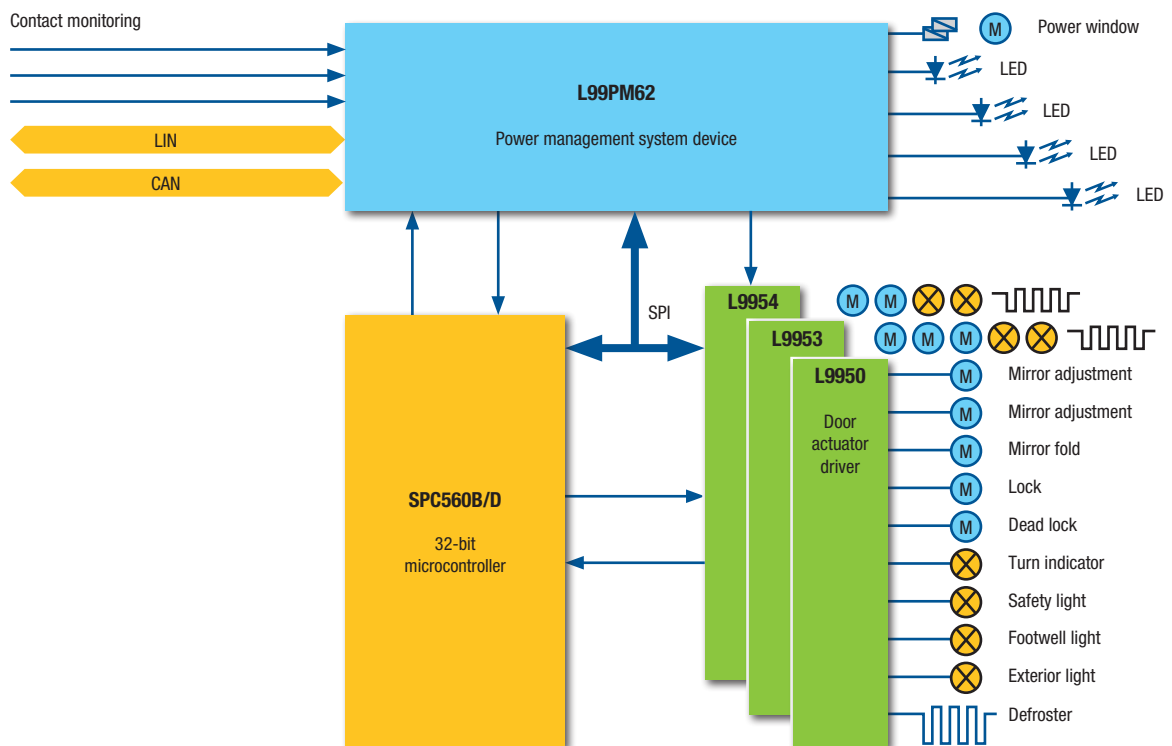 Contact monitoring
M
Power window
LED
LED
LED
LED
L99PM62
Power management system device
LIN
CAN
SPI
L9954
M M
L9953
M M M
L9950
Door
actuator
driver
M
Mirror adjustment
M
Mirror adjustment
M
Mirror fold
M
Lock
M
Dead lock
Turn indicator
Safety light
Footwell light
Exterior light
Defroster
SPC560B/D
32-bit
microcontroller